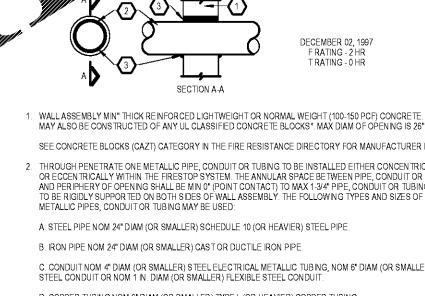 A
2
3
1
3
A
SECTION A-A
DECEMBER 02, 1997
F RATING - 2 HR
T RATING - 0 HR
1. WALL ASSEMBLY MIN" THICK REINFORCED LIGHTWEIGHT OR NORMAL WEIGHT (100-150 PCF) CONCRETE.
MAY ALSO BE CONSTRUCTED OF ANY UL CLASSIFIED CONCRETE BLOCKS*. MAX DIAM OF OPENING IS 26"
SEE CONCRETE BLOCKS (CAZT) CATEGORY IN THE FIRE RESISTANCE DIRECTORY FOR MANUFACTURER
2. THROUGH PENETRATE ONE METALLIC PIPE, CONDUIT OR TUBING TO BE INSTALLED EITHER CONCENTRIC
OR ECCENTRICALLY WITHIN THE FIRESTOP SYSTEM. THE ANNULAR SPACE BETWEEN PIPE, CONDUIT OR
AND PERIPHERY OF OPENING SHALL BE MIN 0" (POINT CONTACT) TO MAX 1-3/4" PIPE, CONDUIT OR TUBING
TO BE RIGIDLY SUPPORTED ON BOTH SIDES OF WALL ASSEMBLY. THE FOLLOWING TYPES AND SIZES OF
METALLIC PIPES, CONDUIT OR TUBING MAY BE USED:
A. STEEL PIPE NOM 24" DIAM (OR SMALLER) SCHEDULE 10 (OR HEAVIER) STEEL PIPE.
B. IRON PIPE NOM 24" DIAM (OR SMALLER) CAST OR DUCTILE IRON PIPE.
C. CONDUIT NOM 4" DIAM (OR SMALLER) STEEL ELECTRICAL METALLIC TUBING, NOM 6" DIAM (OR SMALLE
STEEL CONDUIT OR NOM 1 IN. DIAM (OR SMALLER) FLEXIBLE STEEL CONDUIT.